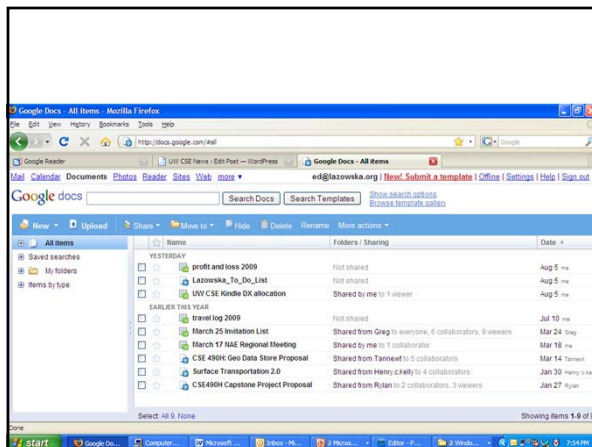 Google Docs - All items - Mozilla Firefox
File Edit View History Bookmarks Tools Help
http://docs.google.com/#all
Google
Google Reader
UW CSE News › Edit Post — WordPress
Google Docs - All items
Mail Calendar Documents Photos Reader Sites Web more ▼
ed@lazowska.org | New! Submit a template | Offline | Settings | Help | Sign out
Google docs
Search Docs
Search Templates
Show search options
Browse template gallery
New Upload Share Move to Hide Delete Rename More actions
All items
Saved searches
My folders
Items by type
Name Folders / Sharing Date
YESTERDAY
profit and loss 2009 Not shared Aug 5 me
Lazowska_To_Do_List Not shared Aug 5 me
UW CSE Kindle DX allocation Shared by me to 1 viewer Aug 5 me
EARLIER THIS YEAR
travel log 2009 Not shared Jul 10 me
March 25 Invitation List Shared from Greg to everyone, 6 collaborators, 9 viewers Mar 24 Greg
March 17 NAE Regional Meeting Shared by me to 1 collaborator Mar 18 me
CSE 490H: Geo Data Store Proposal Shared from Tannewt to 5 collaborators Mar 14 Tannewt
Surface Transportation 2.0 Shared from Henry.c.kelly to 4 collaborators Jan 30 Henry.c.ke
CSE490H Capstone Project Proposal Shared from Rylan to 2 collaborators, 3 viewers Jan 27 Rylan
Select: All 9, None
Showing items 1-9 of 9
Done
start Google Do... Computer... Microsoft ... Inbox - Mi... 2 Micros... Editor - P... 2 Windo... 7:54 PM